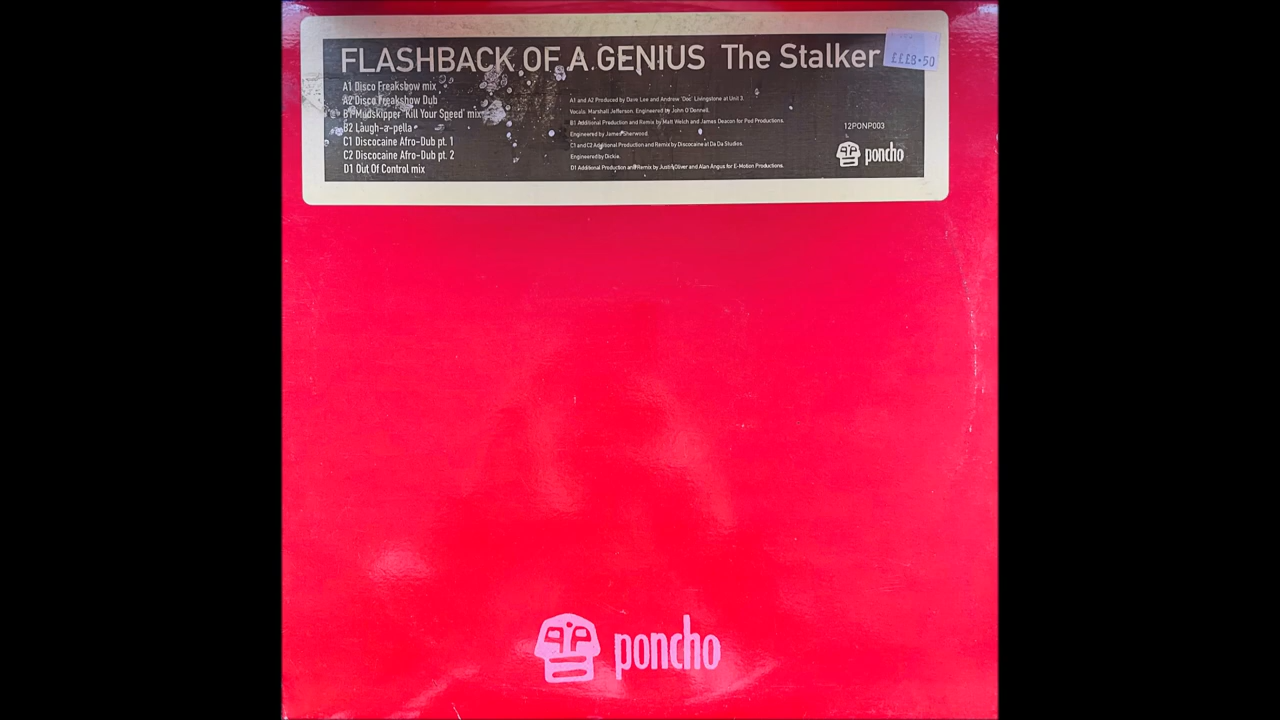 FLASHBACK OF A GENIUS The Stalker
£££8·50
A1 Disco Freakshow mix
A2 Disco Freakshow Dub
B1 Mudskipper 'Kill Your Speed' mix
B2 Laugh-a-pella
C1 Discocaine Afro-Dub pt. 1
C2 Discocaine Afro-Dub pt. 2
D1 Out Of Control mix
A1 and A2 Produced by Dave Lee and Andrew 'Doc' Livingstone at Unit 3.
Vocals: Marshall Jefferson. Engineered by John O'Donnell.
B1 Additional Production and Remix by Matt Welch and James Deacon for Pod Productions.
Engineered by James Sherwood.
C1 and C2 Additional Production and Remix by Discocaine at Da Da Studios.
Engineered by Dickie.
D1 Additional Production and Remix by Justin Oliver and Alan Angus for E-Motion Productions.
12PONP003
poncho
poncho